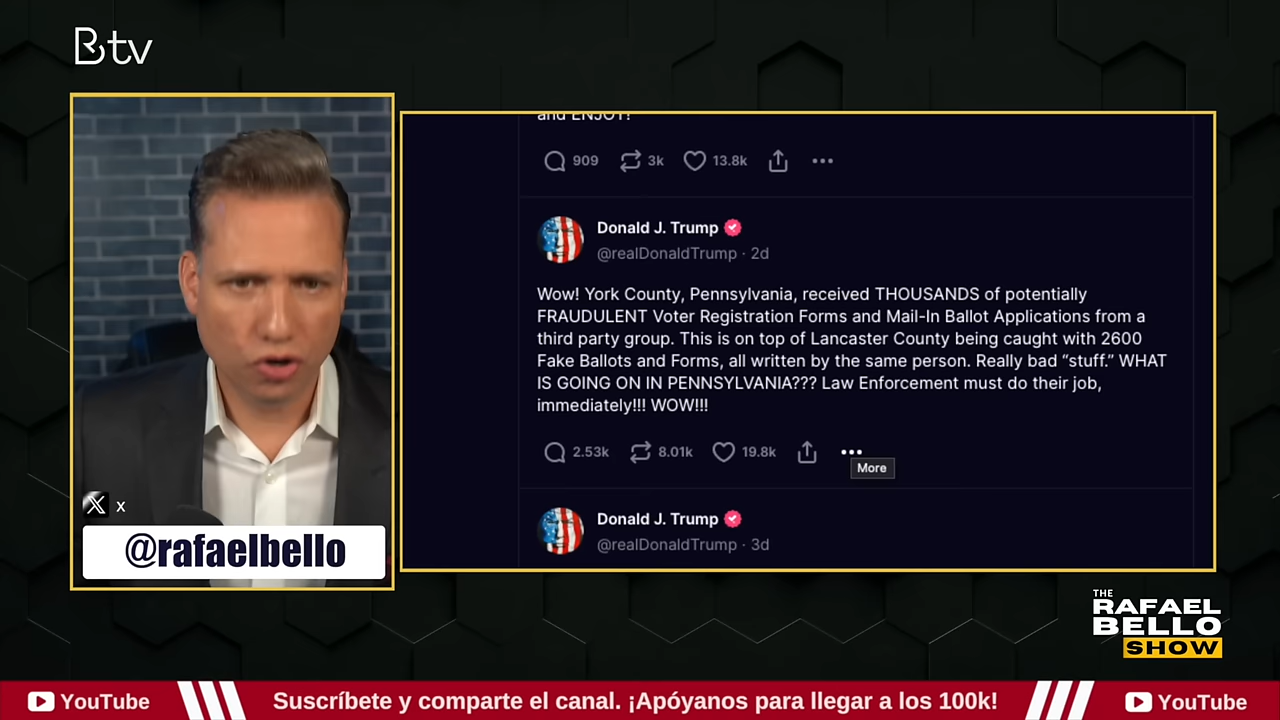 Btv
and ENJOY!
909 3k 13.8k
Donald J. Trump
@realDonaldTrump · 2d
Wow! York County, Pennsylvania, received THOUSANDS of potentially
FRAUDULENT Voter Registration Forms and Mail-In Ballot Applications from a
third party group. This is on top of Lancaster County being caught with 2600
Fake Ballots and Forms, all written by the same person. Really bad “stuff.” WHAT
IS GOING ON IN PENNSYLVANIA??? Law Enforcement must do their job,
immediately!!! WOW!!!
2.53k 8.01k 19.8k
More
Donald J. Trump
@realDonaldTrump · 3d
X x
@rafaelbello
THE
RAFAEL
BELLO
SHOW
YouTube Suscríbete y comparte el canal. ¡Apóyanos para llegar a los 100k! YouTube